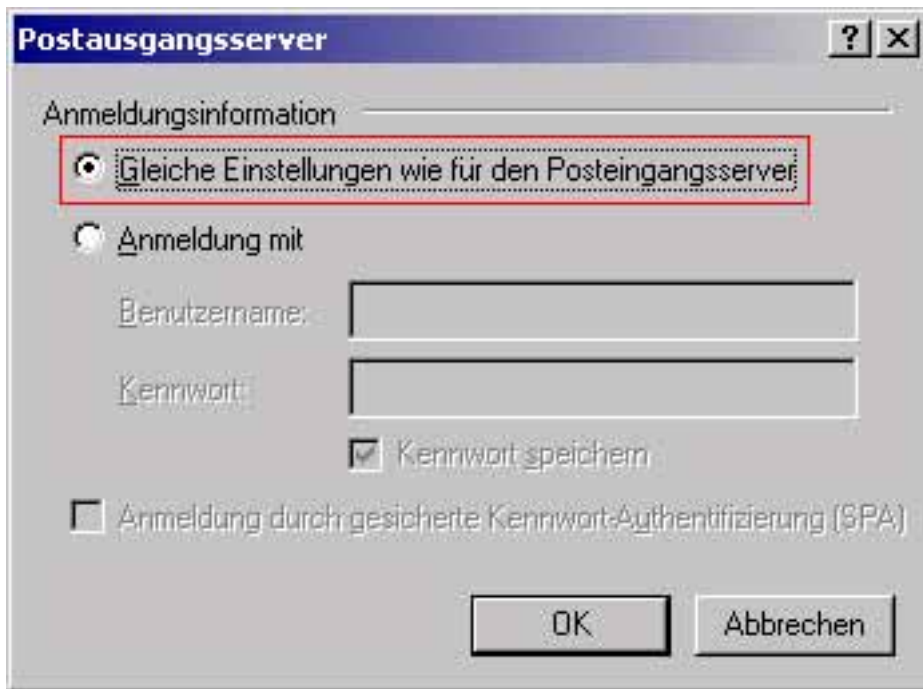 Postausgangsserver
Anmeldungsinformation
Gleiche Einstellungen wie für den Posteingangsserver
Anmeldung mit
Benutzername:
Kennwort:
Kennwort speichern
Anmeldung durch gesicherte Kennwort-Authentifizierung (SPA)
OK Abbrechen